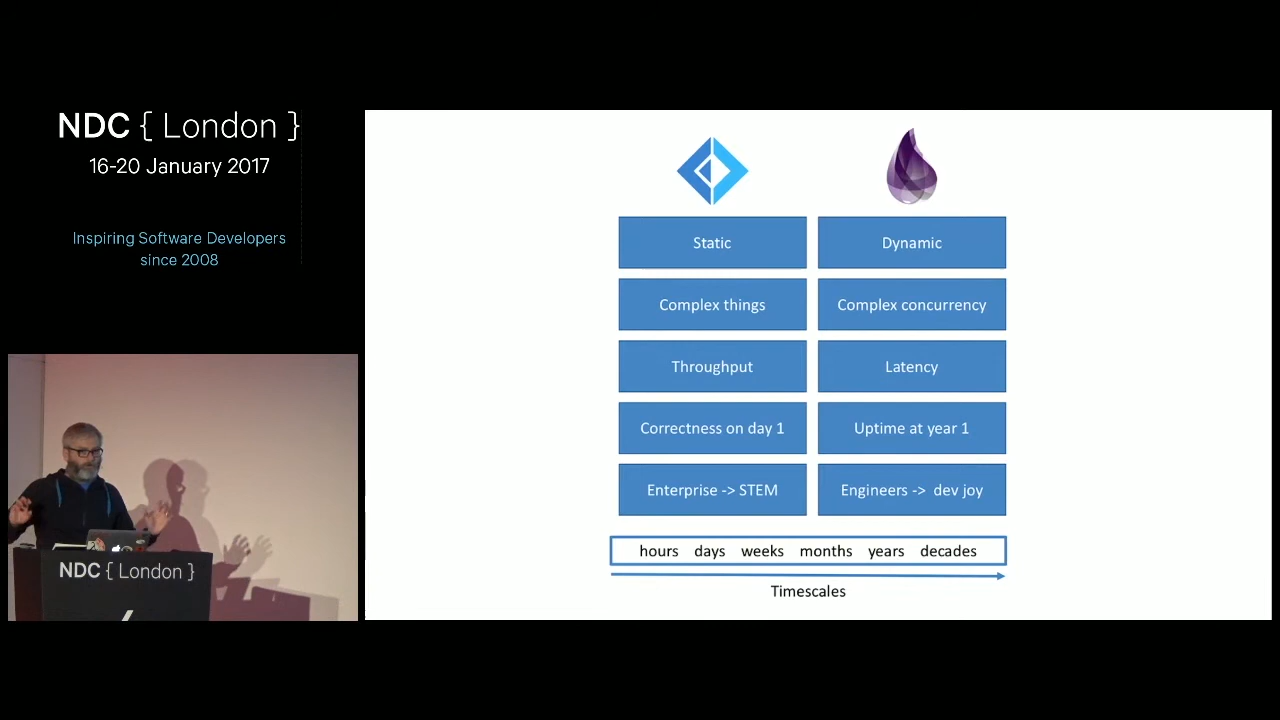 NDC { London }
16-20 January 2017
Inspiring Software Developers
since 2008
Static
Dynamic
Complex things
Complex concurrency
Throughput
Latency
Correctness on day 1
Uptime at year 1
Enterprise -> STEM
Engineers -> dev joy
hours days weeks months years decades
Timescales
NDC { London }